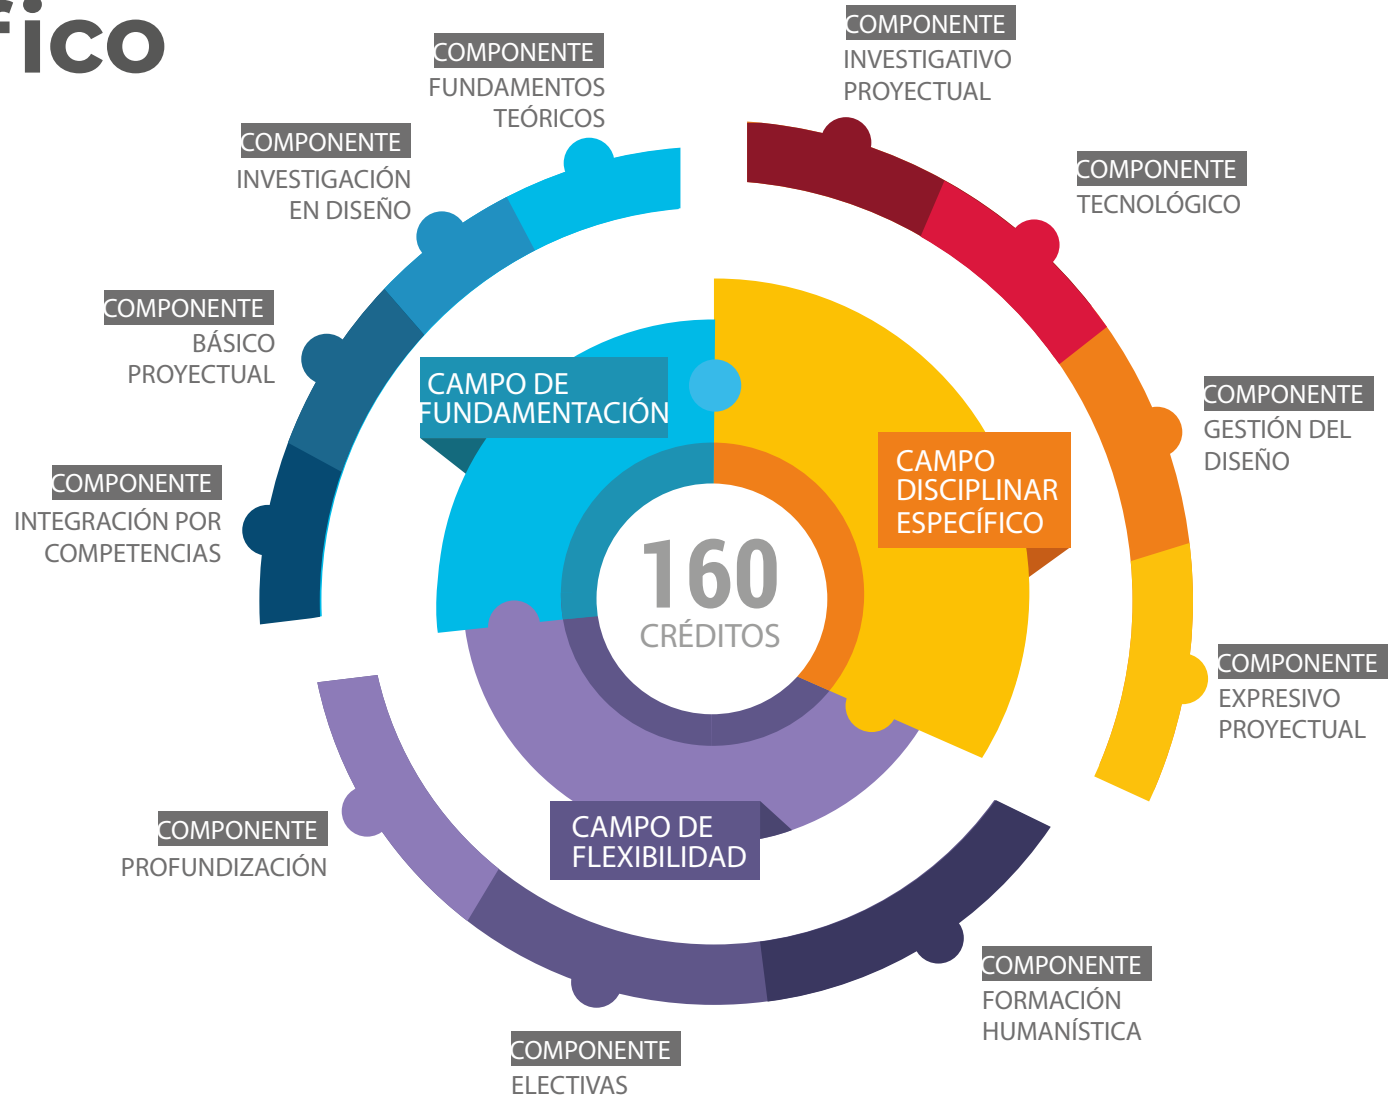 fico
COMPONENTE
FUNDAMENTOS
TEÓRICOS
COMPONENTE
INVESTIGATIVO
PROYECTUAL
COMPONENTE
INVESTIGACIÓN
EN DISEÑO
COMPONENTE
TECNOLÓGICO
COMPONENTE
BÁSICO
PROYECTUAL
COMPONENTE
GESTIÓN DEL
DISEÑO
COMPONENTE
INTEGRACIÓN POR
COMPETENCIAS
COMPONENTE
EXPRESIVO
PROYECTUAL
CAMPO DE
FUNDAMENTACIÓN
CAMPO
DISCIPLINAR
ESPECÍFICO
160
CRÉDITOS
CAMPO DE
FLEXIBILIDAD
COMPONENTE
PROFUNDIZACIÓN
COMPONENTE
FORMACIÓN
HUMANÍSTICA
COMPONENTE
ELECTIVAS